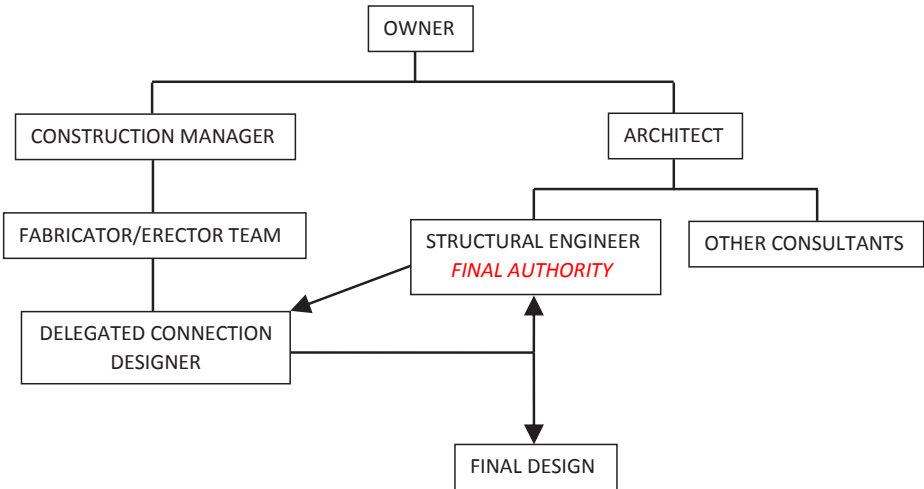 OWNER
CONSTRUCTION MANAGER
ARCHITECT
FABRICATOR/ERECTOR TEAM
STRUCTURAL ENGINEER
FINAL AUTHORITY
OTHER CONSULTANTS
DELEGATED CONNECTION
DESIGNER
FINAL DESIGN